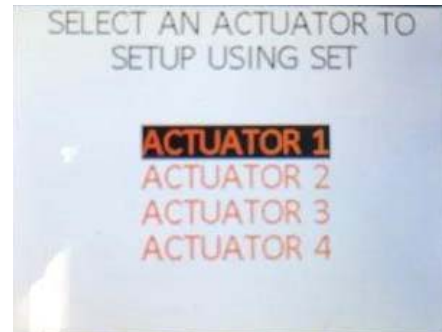 SELECT AN ACTUATOR TO
SETUP USING SET
ACTUATOR 1
ACTUATOR 2
ACTUATOR 3
ACTUATOR 4